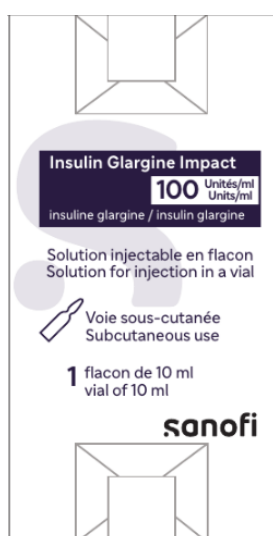 Insulin Glargine Impact
100 Unités/ml
Units/ml
insuline glargine / insulin glargine
Solution injectable en flacon
Solution for injection in a vial
Voie sous-cutanée
Subcutaneous use
1 flacon de 10 ml
vial of 10 ml
sanofi